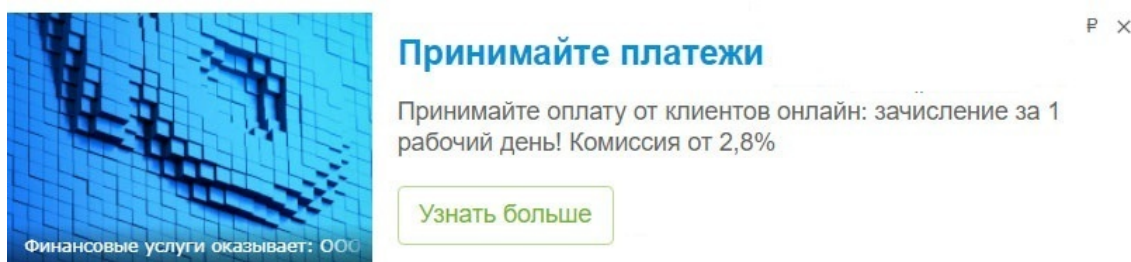 ₽ ×
Принимайте платежи
Принимайте оплату от клиентов онлайн: зачисление за 1
рабочий день! Комиссия от 2,8%
Узнать больше
Финансовые услуги оказывает: ООО